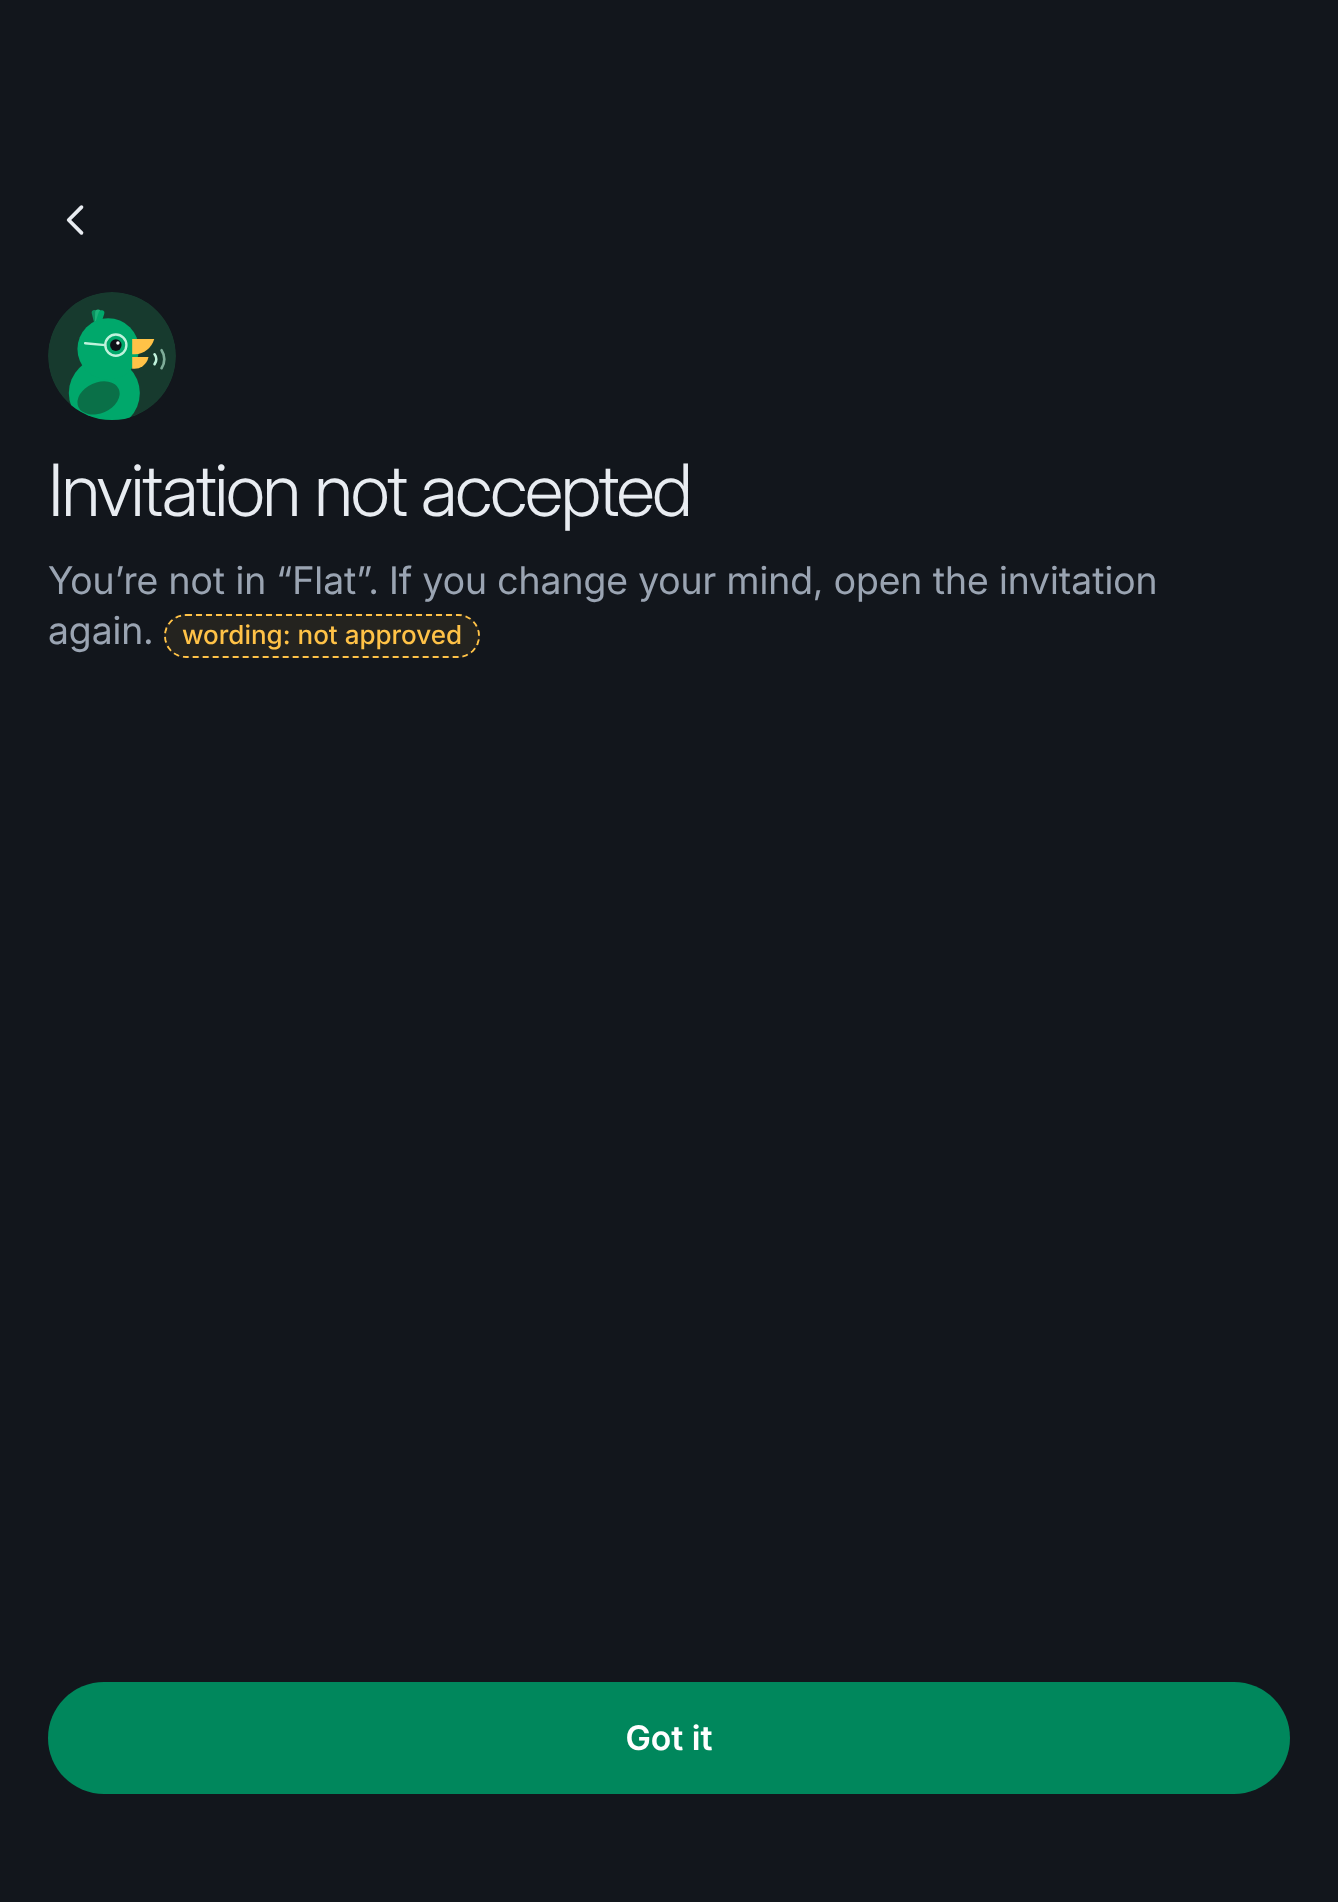 Invitation not accepted
You’re not in “Flat”. If you change your mind, open the invitation
again. wording: not approved
Got it